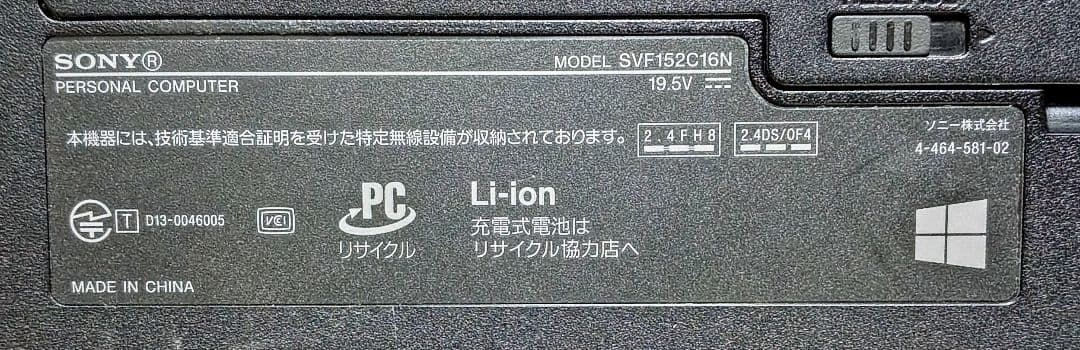 SONY®
MODEL SVF152C16N
PERSONAL COMPUTER
19.5V
本機器には、技術基準適合証明を受けた特定無線設備が収納されております。 2.4FH8 2.4DS/OF4
ソニー株式会社
4-464-581-02
T D13-0046005
VCI
PC
リサイクル
Li-ion
充電式電池は
リサイクル協力店へ
MADE IN CHINA